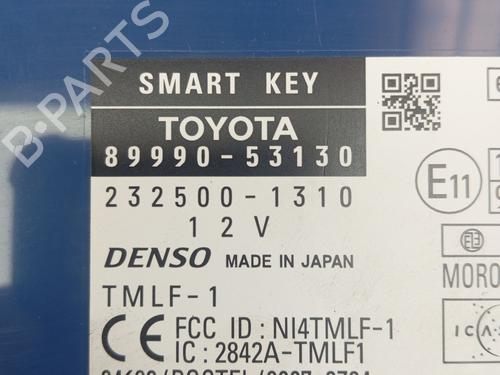 B-PARTS
SMART KEY
TOYOTA
89990-53130
232500-1310
12V
DENSO MADE IN JAPAN
E11
TMLF-1
MORO
CE FCC ID : NI4TMLF-1
IC : 2842A-TMLF1